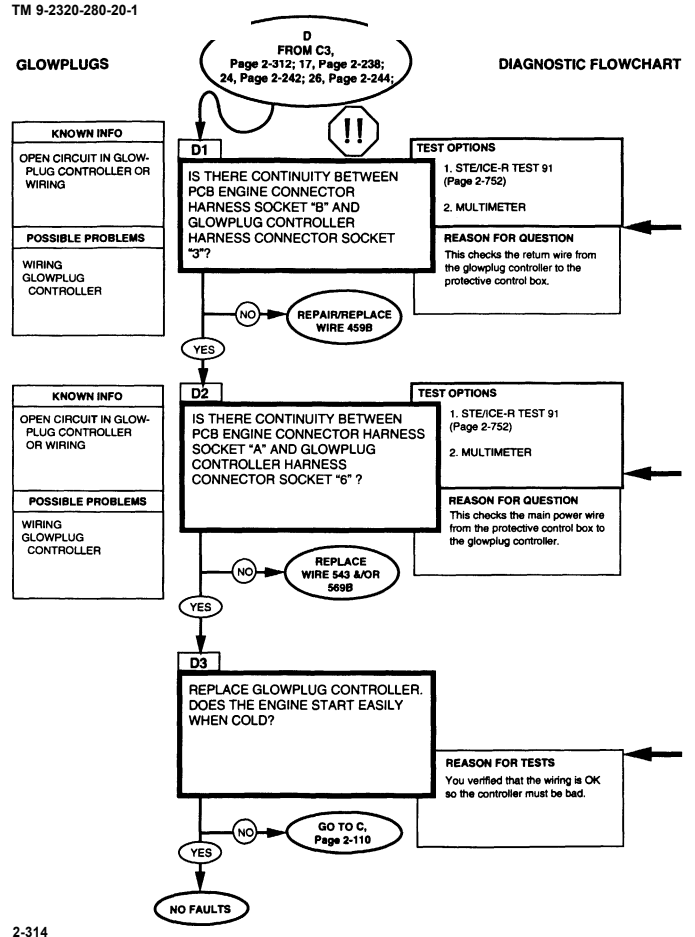 TM 9-2320-280-20-1
GLOWPLUGS
D
FROM C3,
Page 2-312; 17, Page 2-238;
24, Page 2-242; 26, Page 2-244;
DIAGNOSTIC FLOWCHART
!!
KNOWN INFO
OPEN CIRCUIT IN GLOW-
PLUG CONTROLLER OR
WIRING
POSSIBLE PROBLEMS
WIRING
GLOWPLUG
CONTROLLER
D1
IS THERE CONTINUITY BETWEEN
PCB ENGINE CONNECTOR
HARNESS SOCKET "B" AND
GLOWPLUG CONTROLLER
HARNESS CONNECTOR SOCKET
"3"?
TEST OPTIONS
1. STE/ICE-R TEST 91
(Page 2-752)
2. MULTIMETER
REASON FOR QUESTION
This checks the return wire from
the glowplug controller to the
protective control box.
NO
REPAIR/REPLACE
WIRE 459B
YES
KNOWN INFO
OPEN CIRCUIT IN GLOW-
PLUG CONTROLLER
OR WIRING
POSSIBLE PROBLEMS
WIRING
GLOWPLUG
CONTROLLER
D2
IS THERE CONTINUITY BETWEEN
PCB ENGINE CONNECTOR HARNESS
SOCKET "A" AND GLOWPLUG
CONTROLLER HARNESS
CONNECTOR SOCKET "6" ?
TEST OPTIONS
1. STE/ICE-R TEST 91
(Page 2-752)
2. MULTIMETER
REASON FOR QUESTION
This checks the main power wire
from the protective control box to
the glowplug controller.
NO
REPLACE
WIRE 543 &/OR
569B
YES
D3
REPLACE GLOWPLUG CONTROLLER.
DOES THE ENGINE START EASILY
WHEN COLD?
REASON FOR TESTS
You verified that the wiring is OK
so the controller must be bad.
NO
GO TO C,
Page 2-110
YES
NO FAULTS
2-314